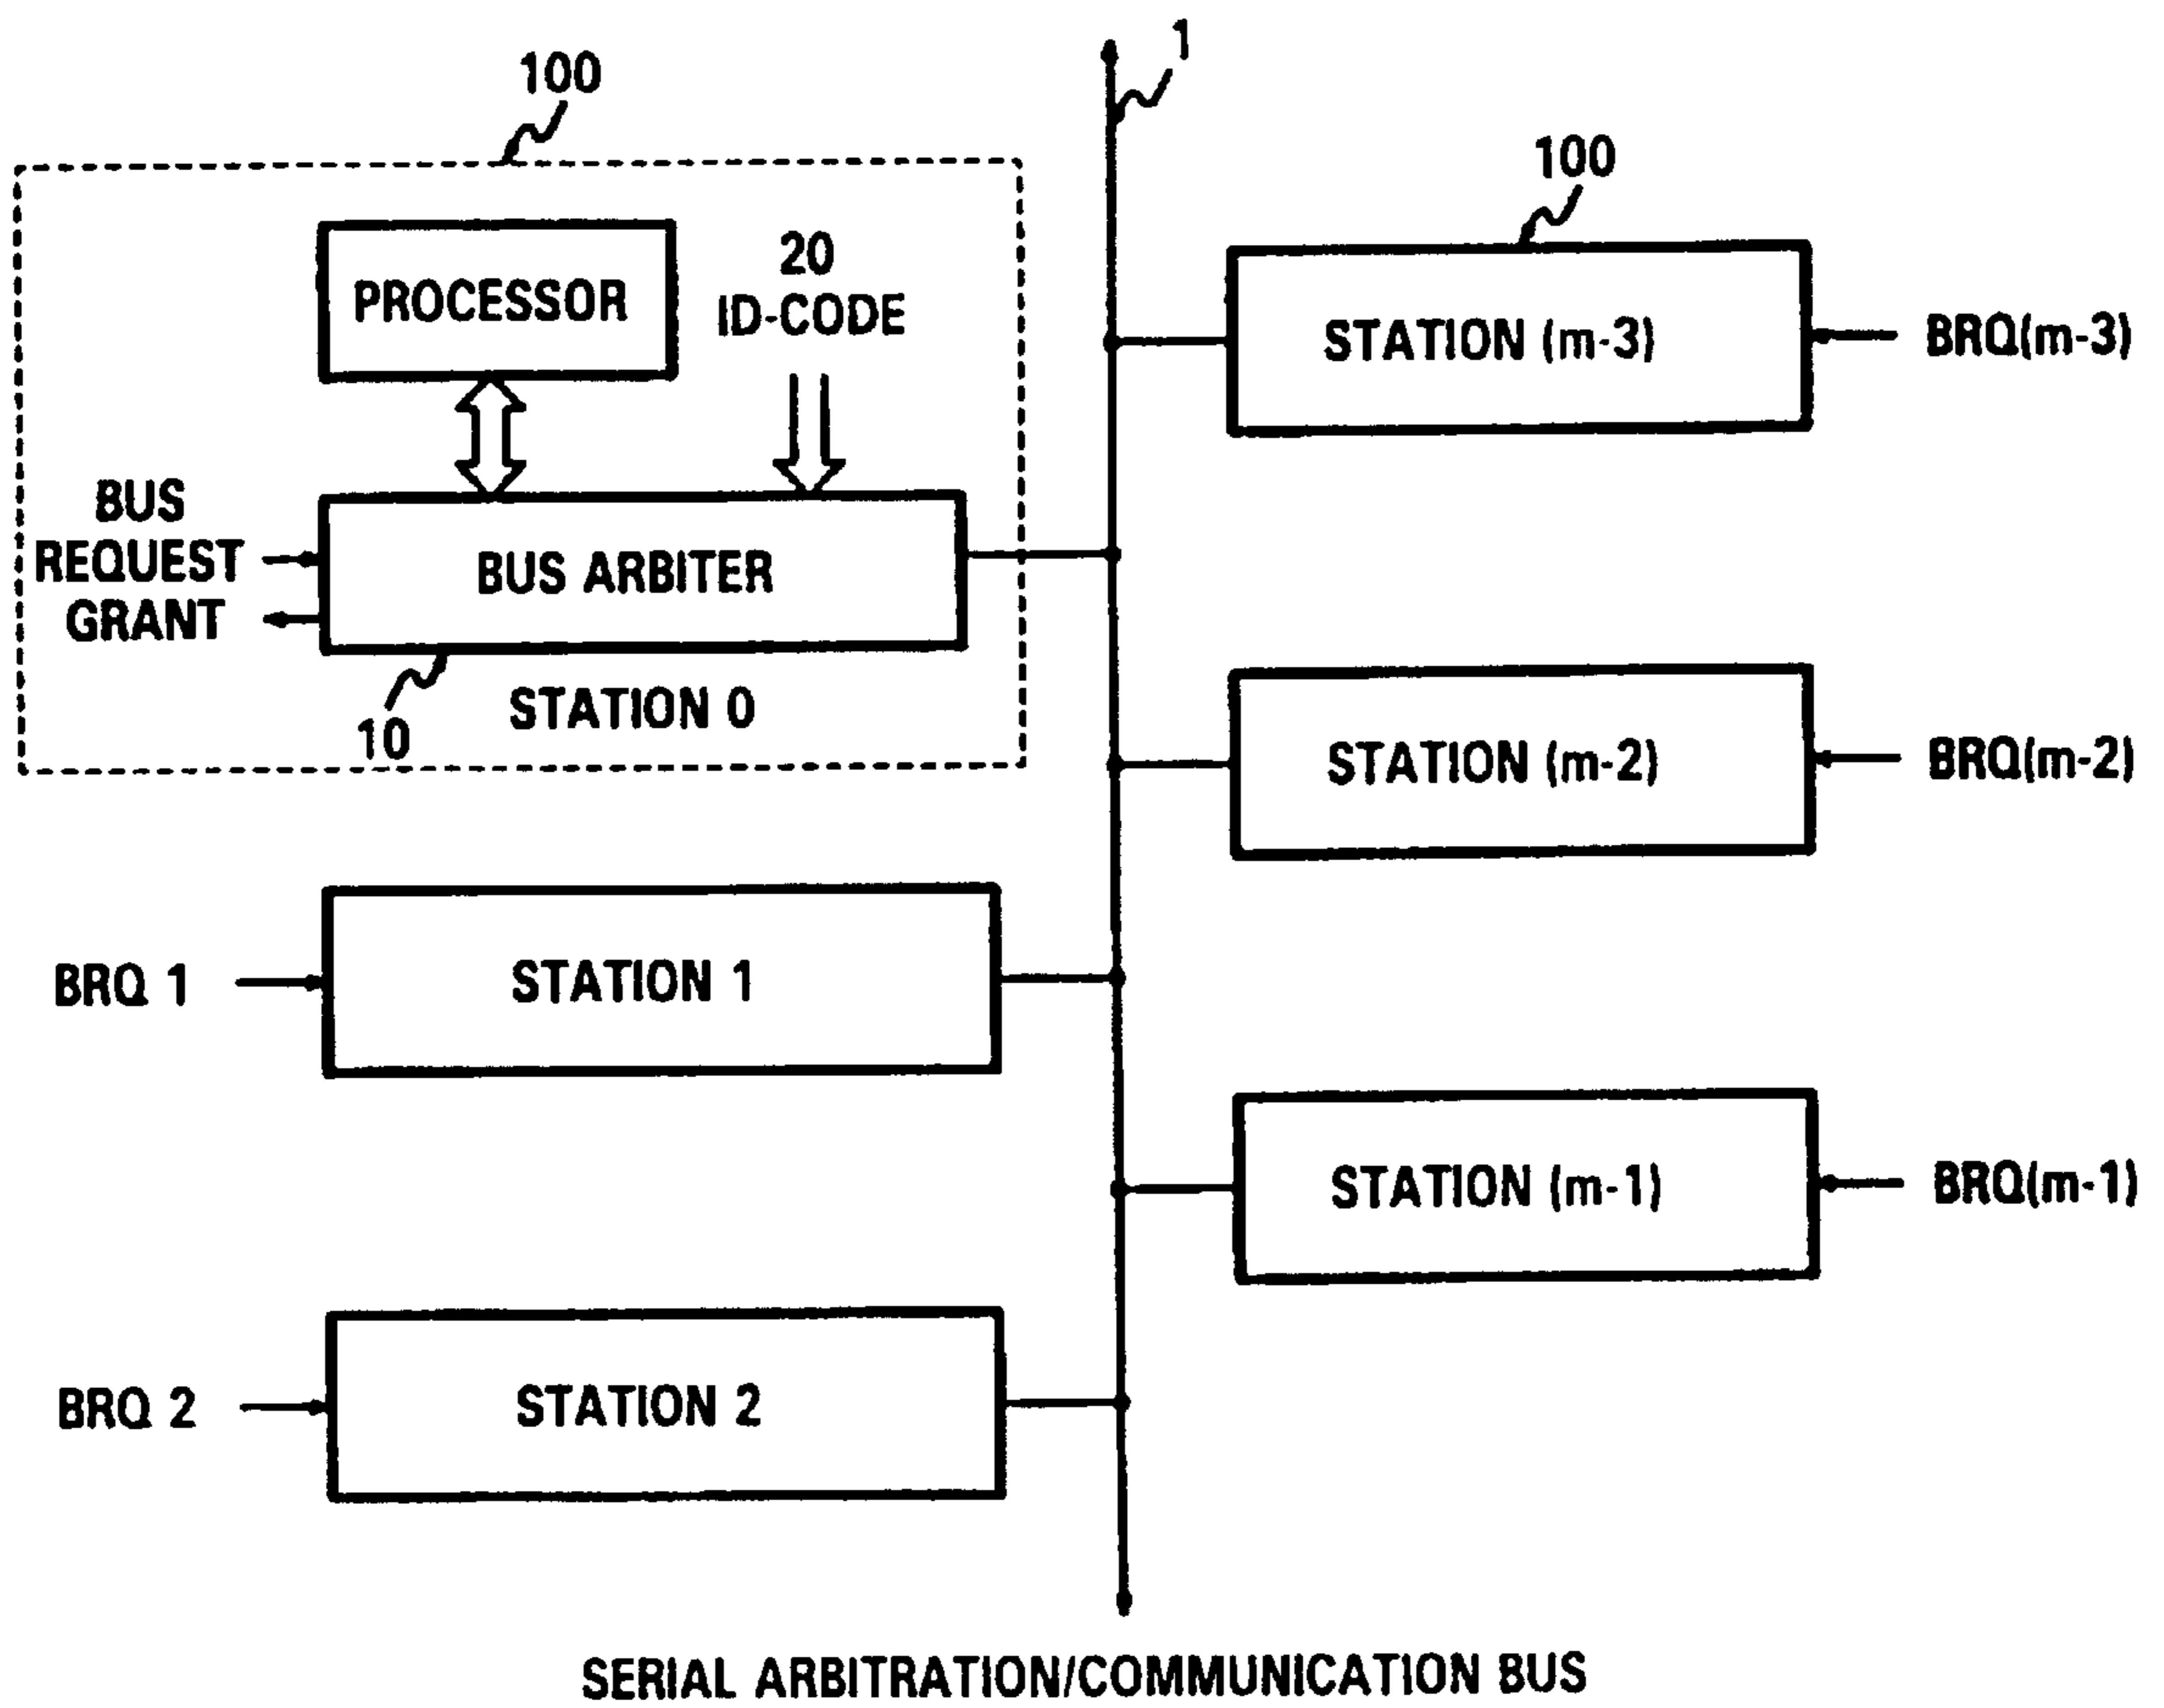 1
100
100
PROCESSOR
20
ID-CODE
STATION (m-3)
BRQ(m-3)
BUS
REQUEST
GRANT
BUS ARBITER
10
STATION 0
STATION (m-2)
BRQ(m-2)
BRQ 1
STATION 1
STATION (m-1)
BRQ(m-1)
BRQ 2
STATION 2
SERIAL ARBITRATION/COMMUNICATION BUS